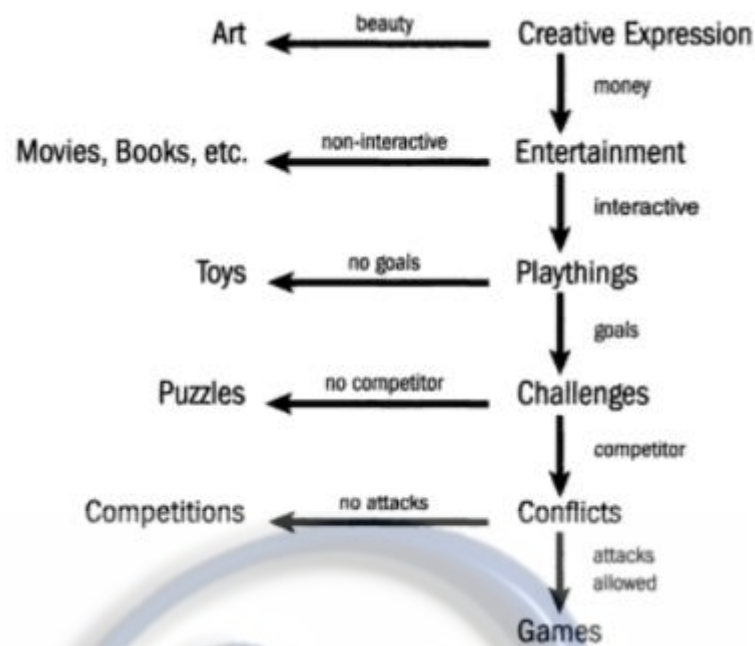 Art beauty Creative Expression
money
Movies, Books, etc. non-interactive Entertainment
interactive
Toys no goals Playthings
goals
Puzzles no competitor Challenges
competitor
Competitions no attacks Conflicts
attacks
allowed
Games